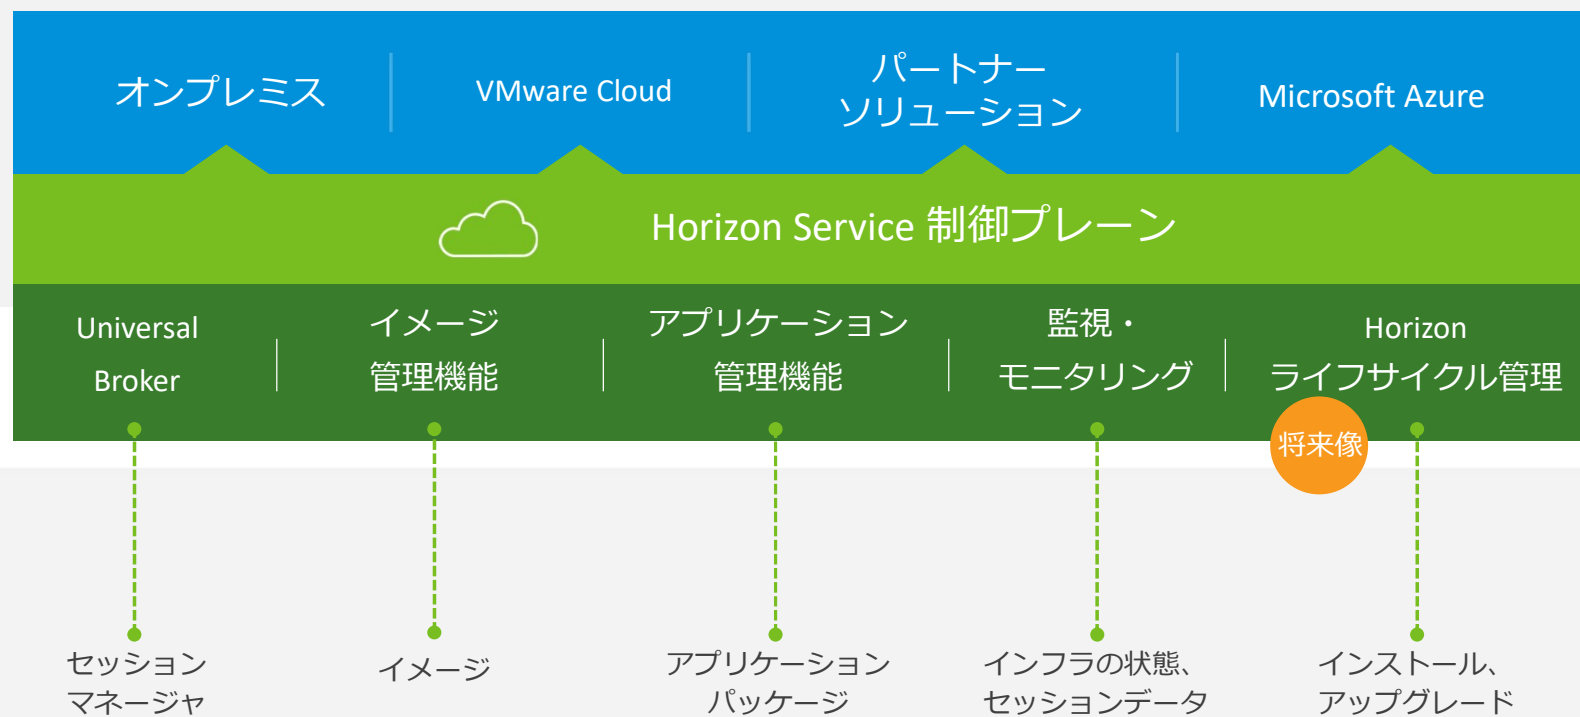 オンプレミス
VMware Cloud
パートナー
ソリューション
Microsoft Azure
Horizon Service 制御プレーン
Universal
Broker
イメージ
管理機能
アプリケーション
管理機能
監視・
モニタリング
Horizon
ライフサイクル管理
将来像
セッション
マネージャ
イメージ
アプリケーション
パッケージ
インフラの状態、
セッションデータ
インストール、
アップグレード